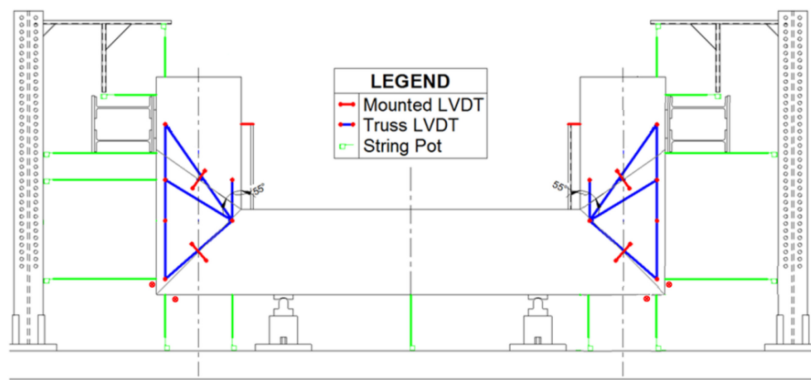 LEGEND
Mounted LVDT
Truss LVDT
String Pot
55°
55°